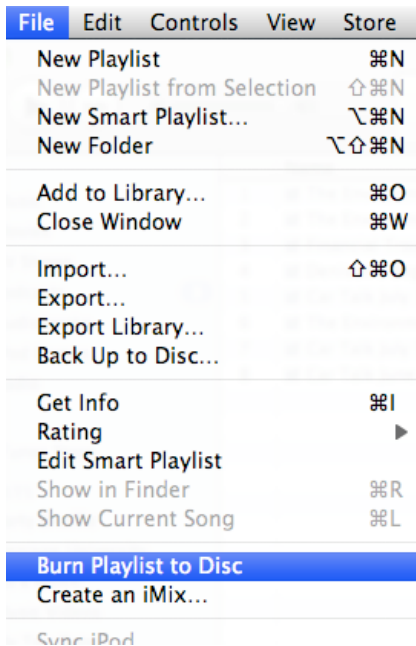 File Edit Controls View Store
New Playlist ⌘N
New Playlist from Selection ⇧⌘N
New Smart Playlist... ⌥⌘N
New Folder ⌥⇧⌘N
Add to Library... ⌘O
Close Window ⌘W
Import... ⇧⌘O
Export...
Export Library...
Back Up to Disc...
Get Info ⌘I
Rating ▶
Edit Smart Playlist
Show in Finder ⌘R
Show Current Song ⌘L
Burn Playlist to Disc
Create an iMix...
Sync iPod